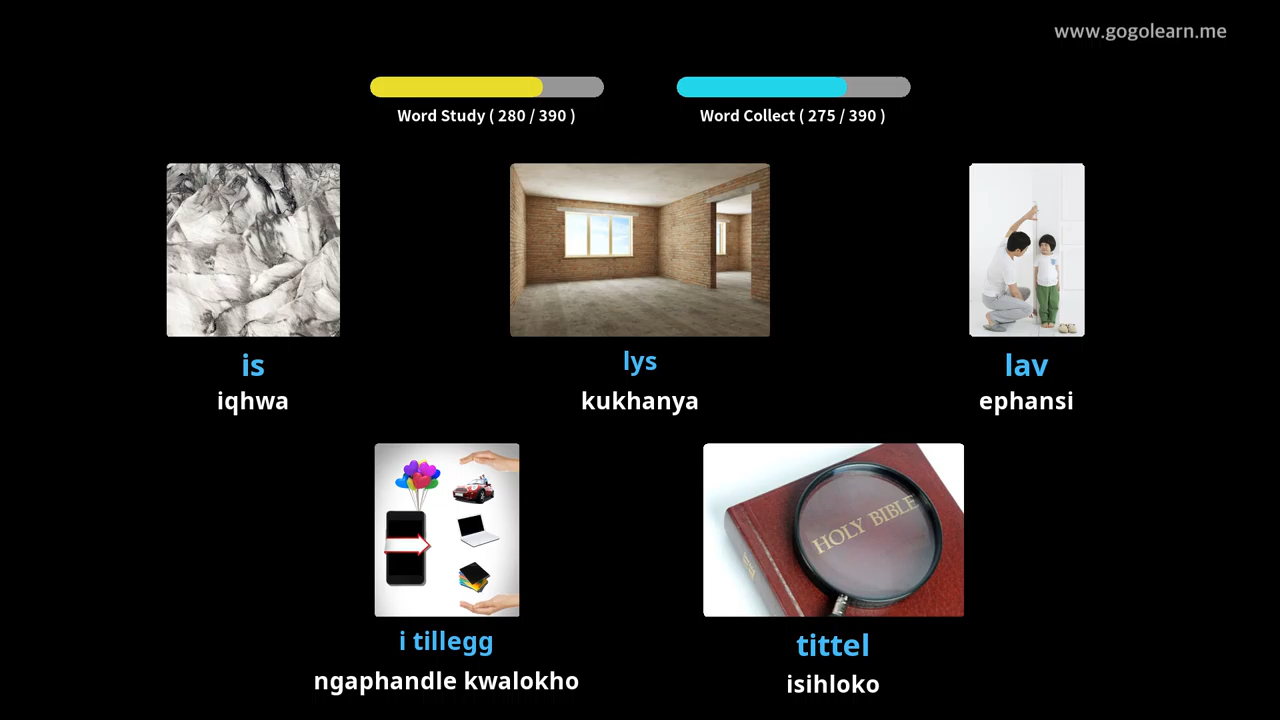 www.gogolearn.me
Word Study ( 280 / 390 )
Word Collect ( 275 / 390 )
is
iqhwa
lys
kukhanya
lav
ephansi
i tillegg
ngaphandle kwalokho
HOLY BIBLE
tittel
isihloko